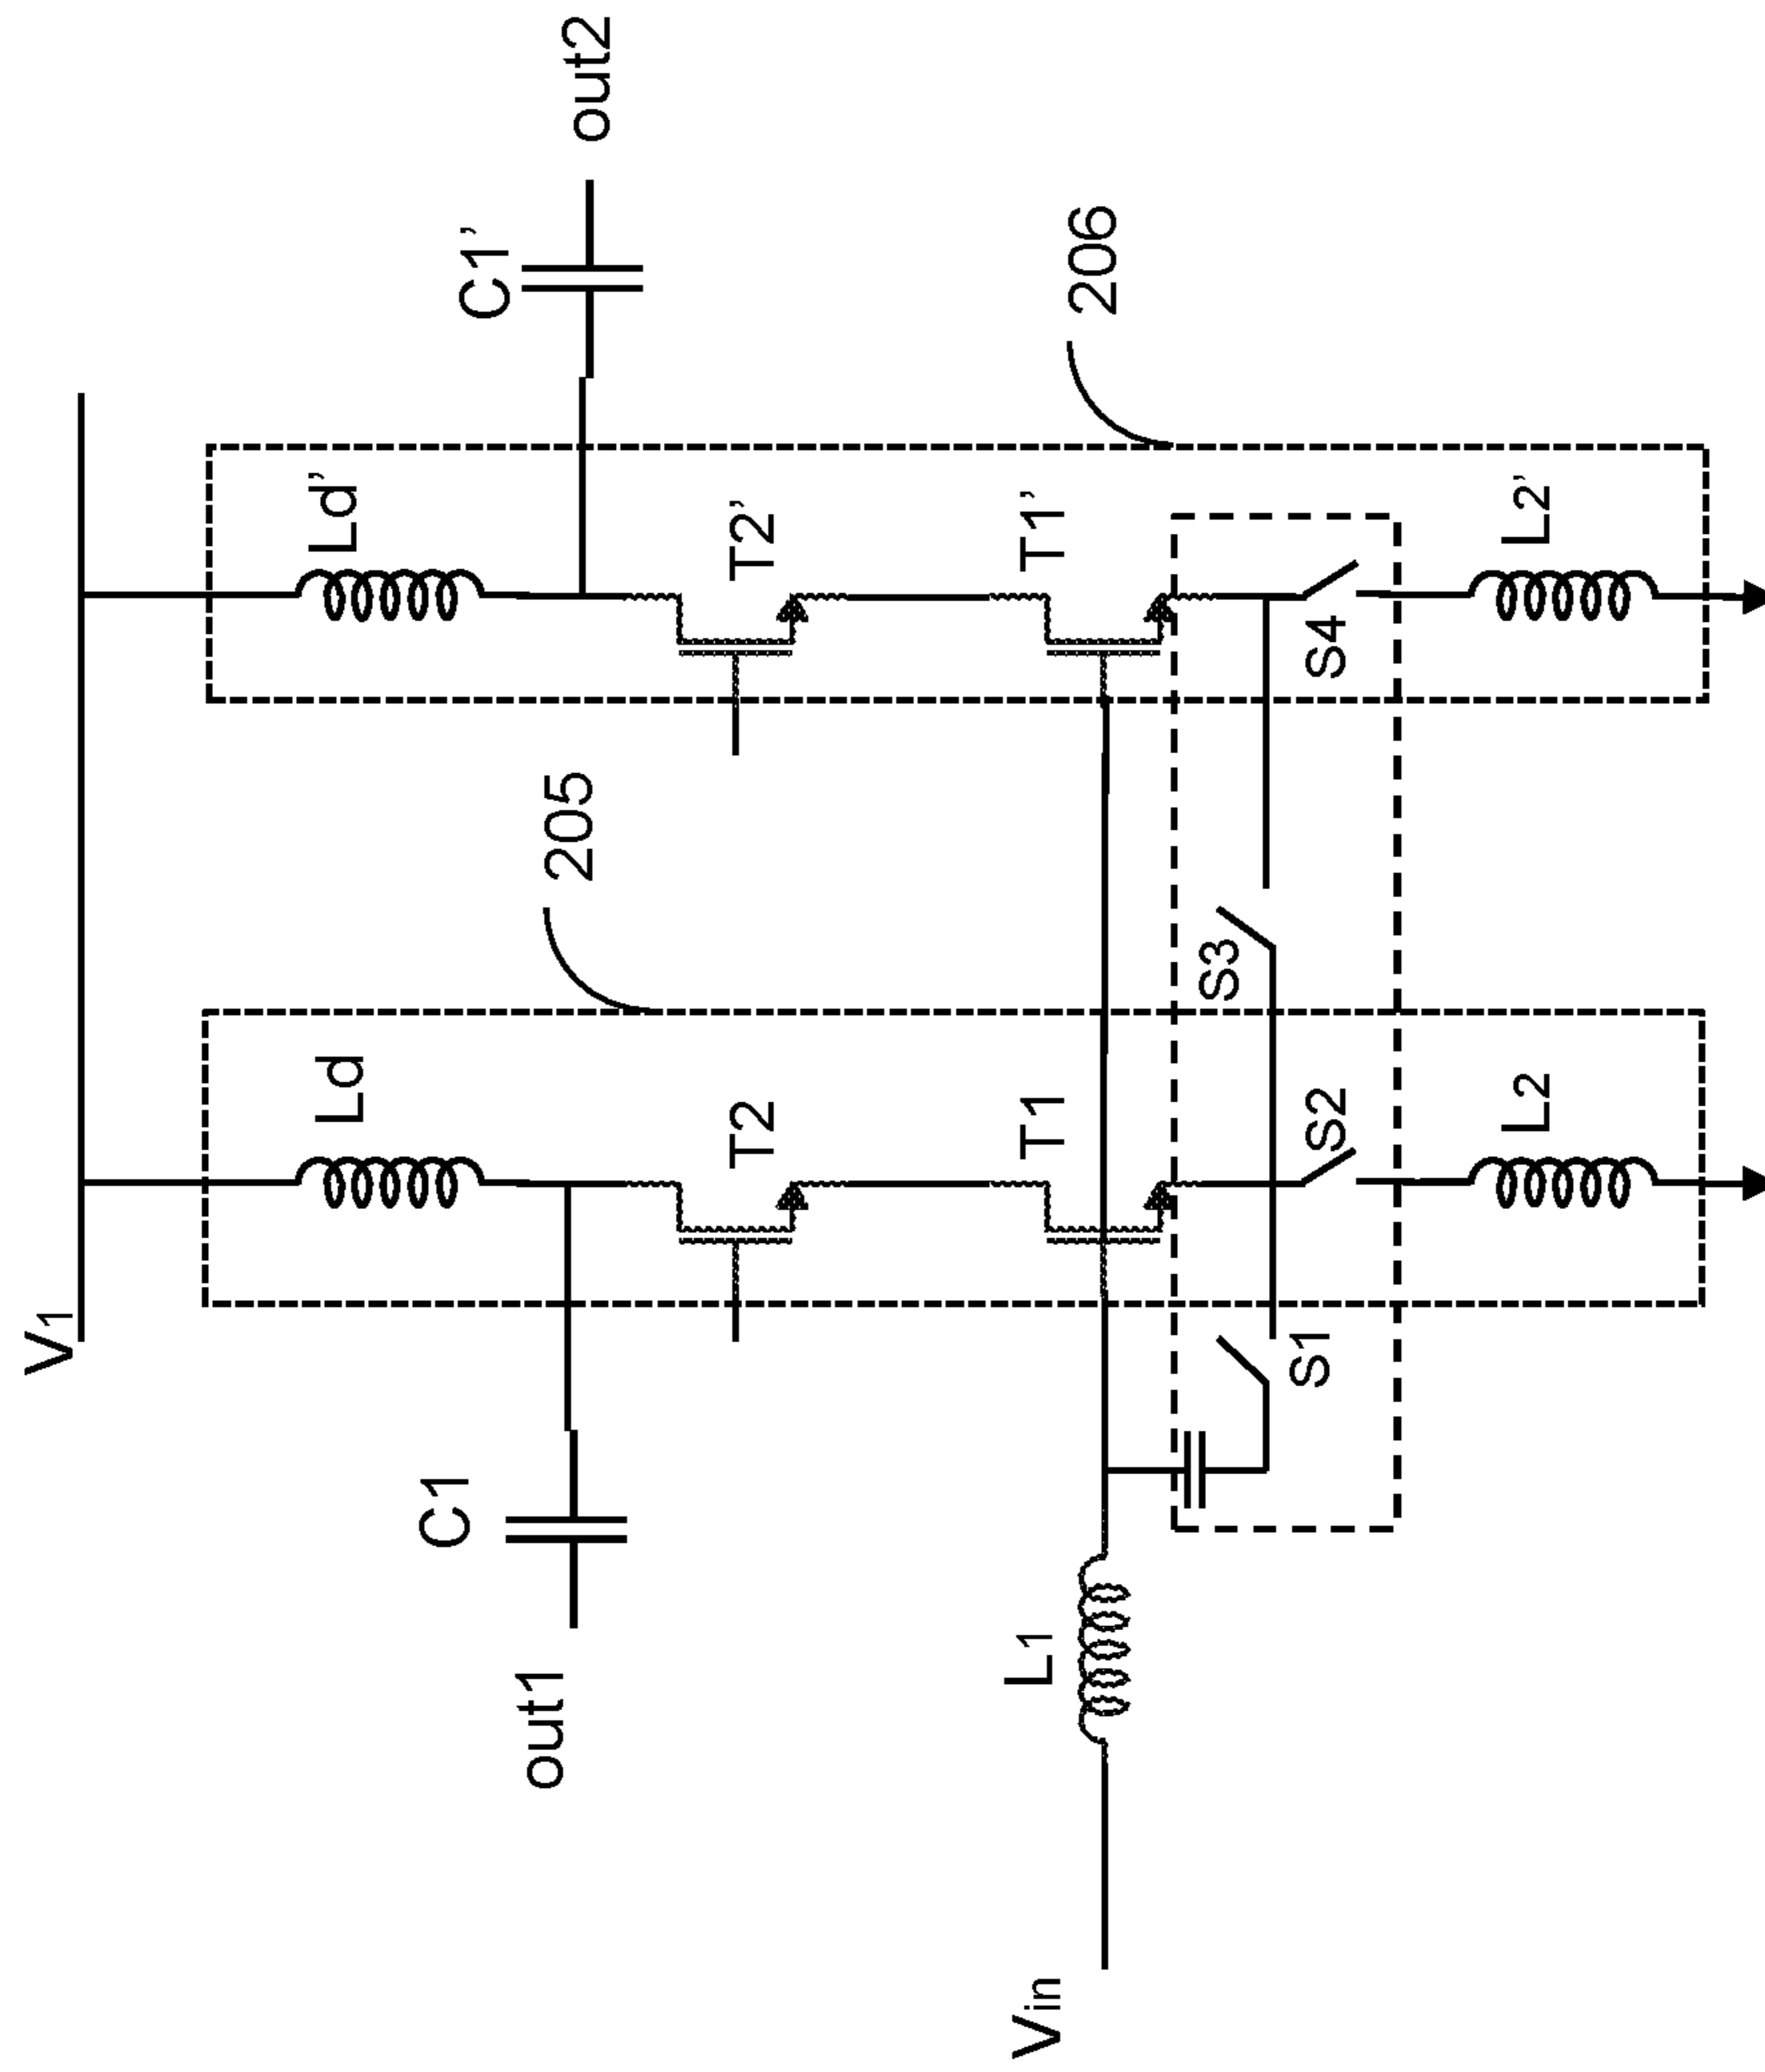 V1
Ld
Ld’
C1
C1’
out1
out2
205
206
T2
T2’
T1
T1’
Vin
L1
S1
S2
S3
S4
L2
L2’